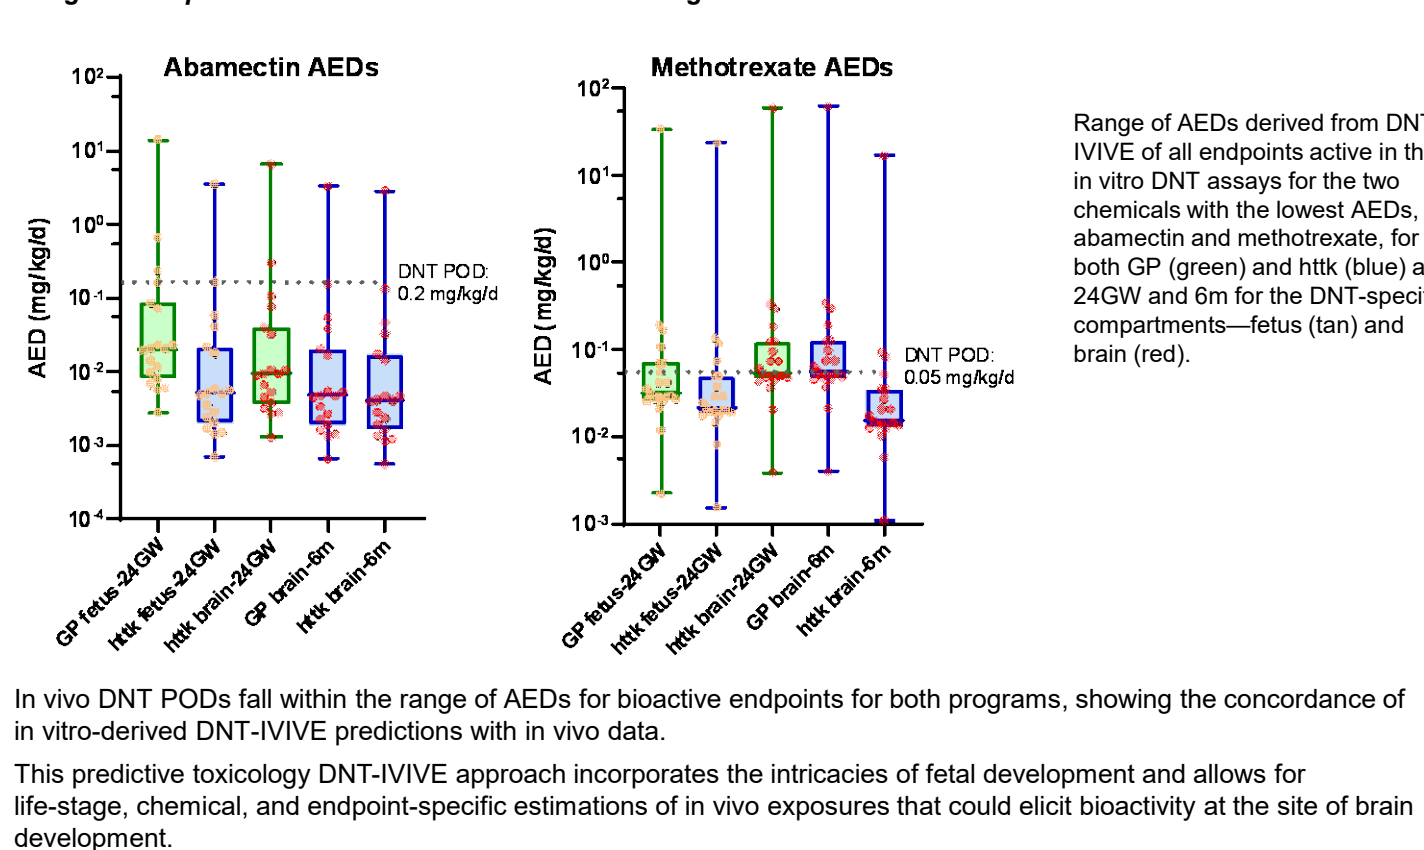 Abamectin AEDs
AED (mg/kg/d)
10²
10¹
10⁰
10⁻¹
10⁻²
10⁻³
10⁻⁴
DNT POD:
0.2 mg/kg/d
GP fetus-24GW
httk fetus-24GW
httk brain-24GW
GP brain-6m
httk brain-6m
Methotrexate AEDs
AED (mg/kg/d)
10²
10¹
10⁰
10⁻¹
10⁻²
10⁻³
DNT POD:
0.05 mg/kg/d
GP fetus-24GW
httk fetus-24GW
httk brain-24GW
GP brain-6m
httk brain-6m
Range of AEDs derived from DNT
IVIVE of all endpoints active in th
in vitro DNT assays for the two
chemicals with the lowest AEDs,
abamectin and methotrexate, for
both GP (green) and httk (blue) a
24GW and 6m for the DNT-speci
compartments—fetus (tan) and
brain (red).
In vivo DNT PODs fall within the range of AEDs for bioactive endpoints for both programs, showing the concordance of
in vitro-derived DNT-IVIVE predictions with in vivo data.
This predictive toxicology DNT-IVIVE approach incorporates the intricacies of fetal development and allows for
life-stage, chemical, and endpoint-specific estimations of in vivo exposures that could elicit bioactivity at the site of brain
development.